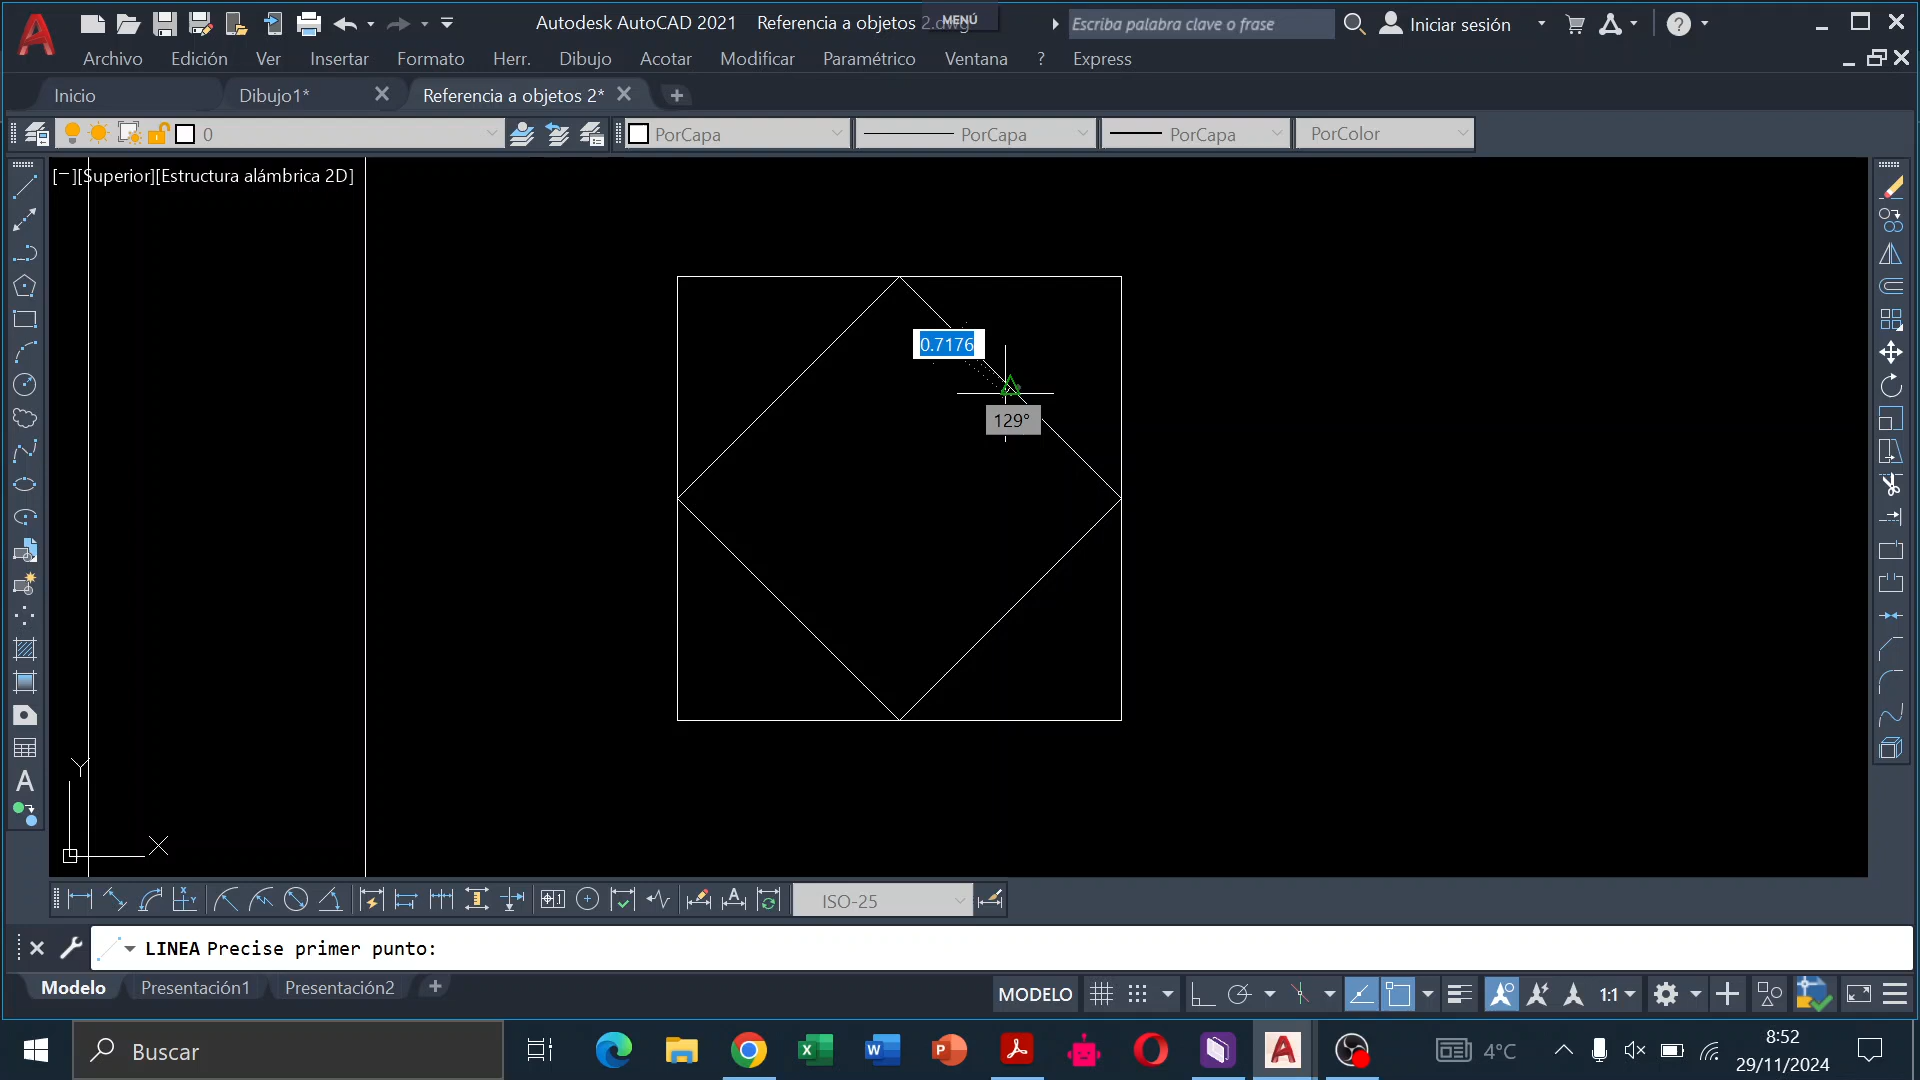 Autodesk AutoCAD 2021 Referencia a objetos 2.dwg
MENÚ
Escriba palabra clave o frase
Iniciar sesión
Archivo Edición Ver Insertar Formato Herr. Dibujo Acotar Modificar Paramétrico Ventana ? Express
Inicio Dibujo1* Referencia a objetos 2*
0 PorCapa PorCapa PorCapa PorColor
[−][Superior][Estructura alámbrica 2D]
0.7176
129°
Y
X
ISO-25
LINEA Precise primer punto:
Modelo Presentación1 Presentación2 MODELO 1:1
Buscar 4°C 8:52
29/11/2024